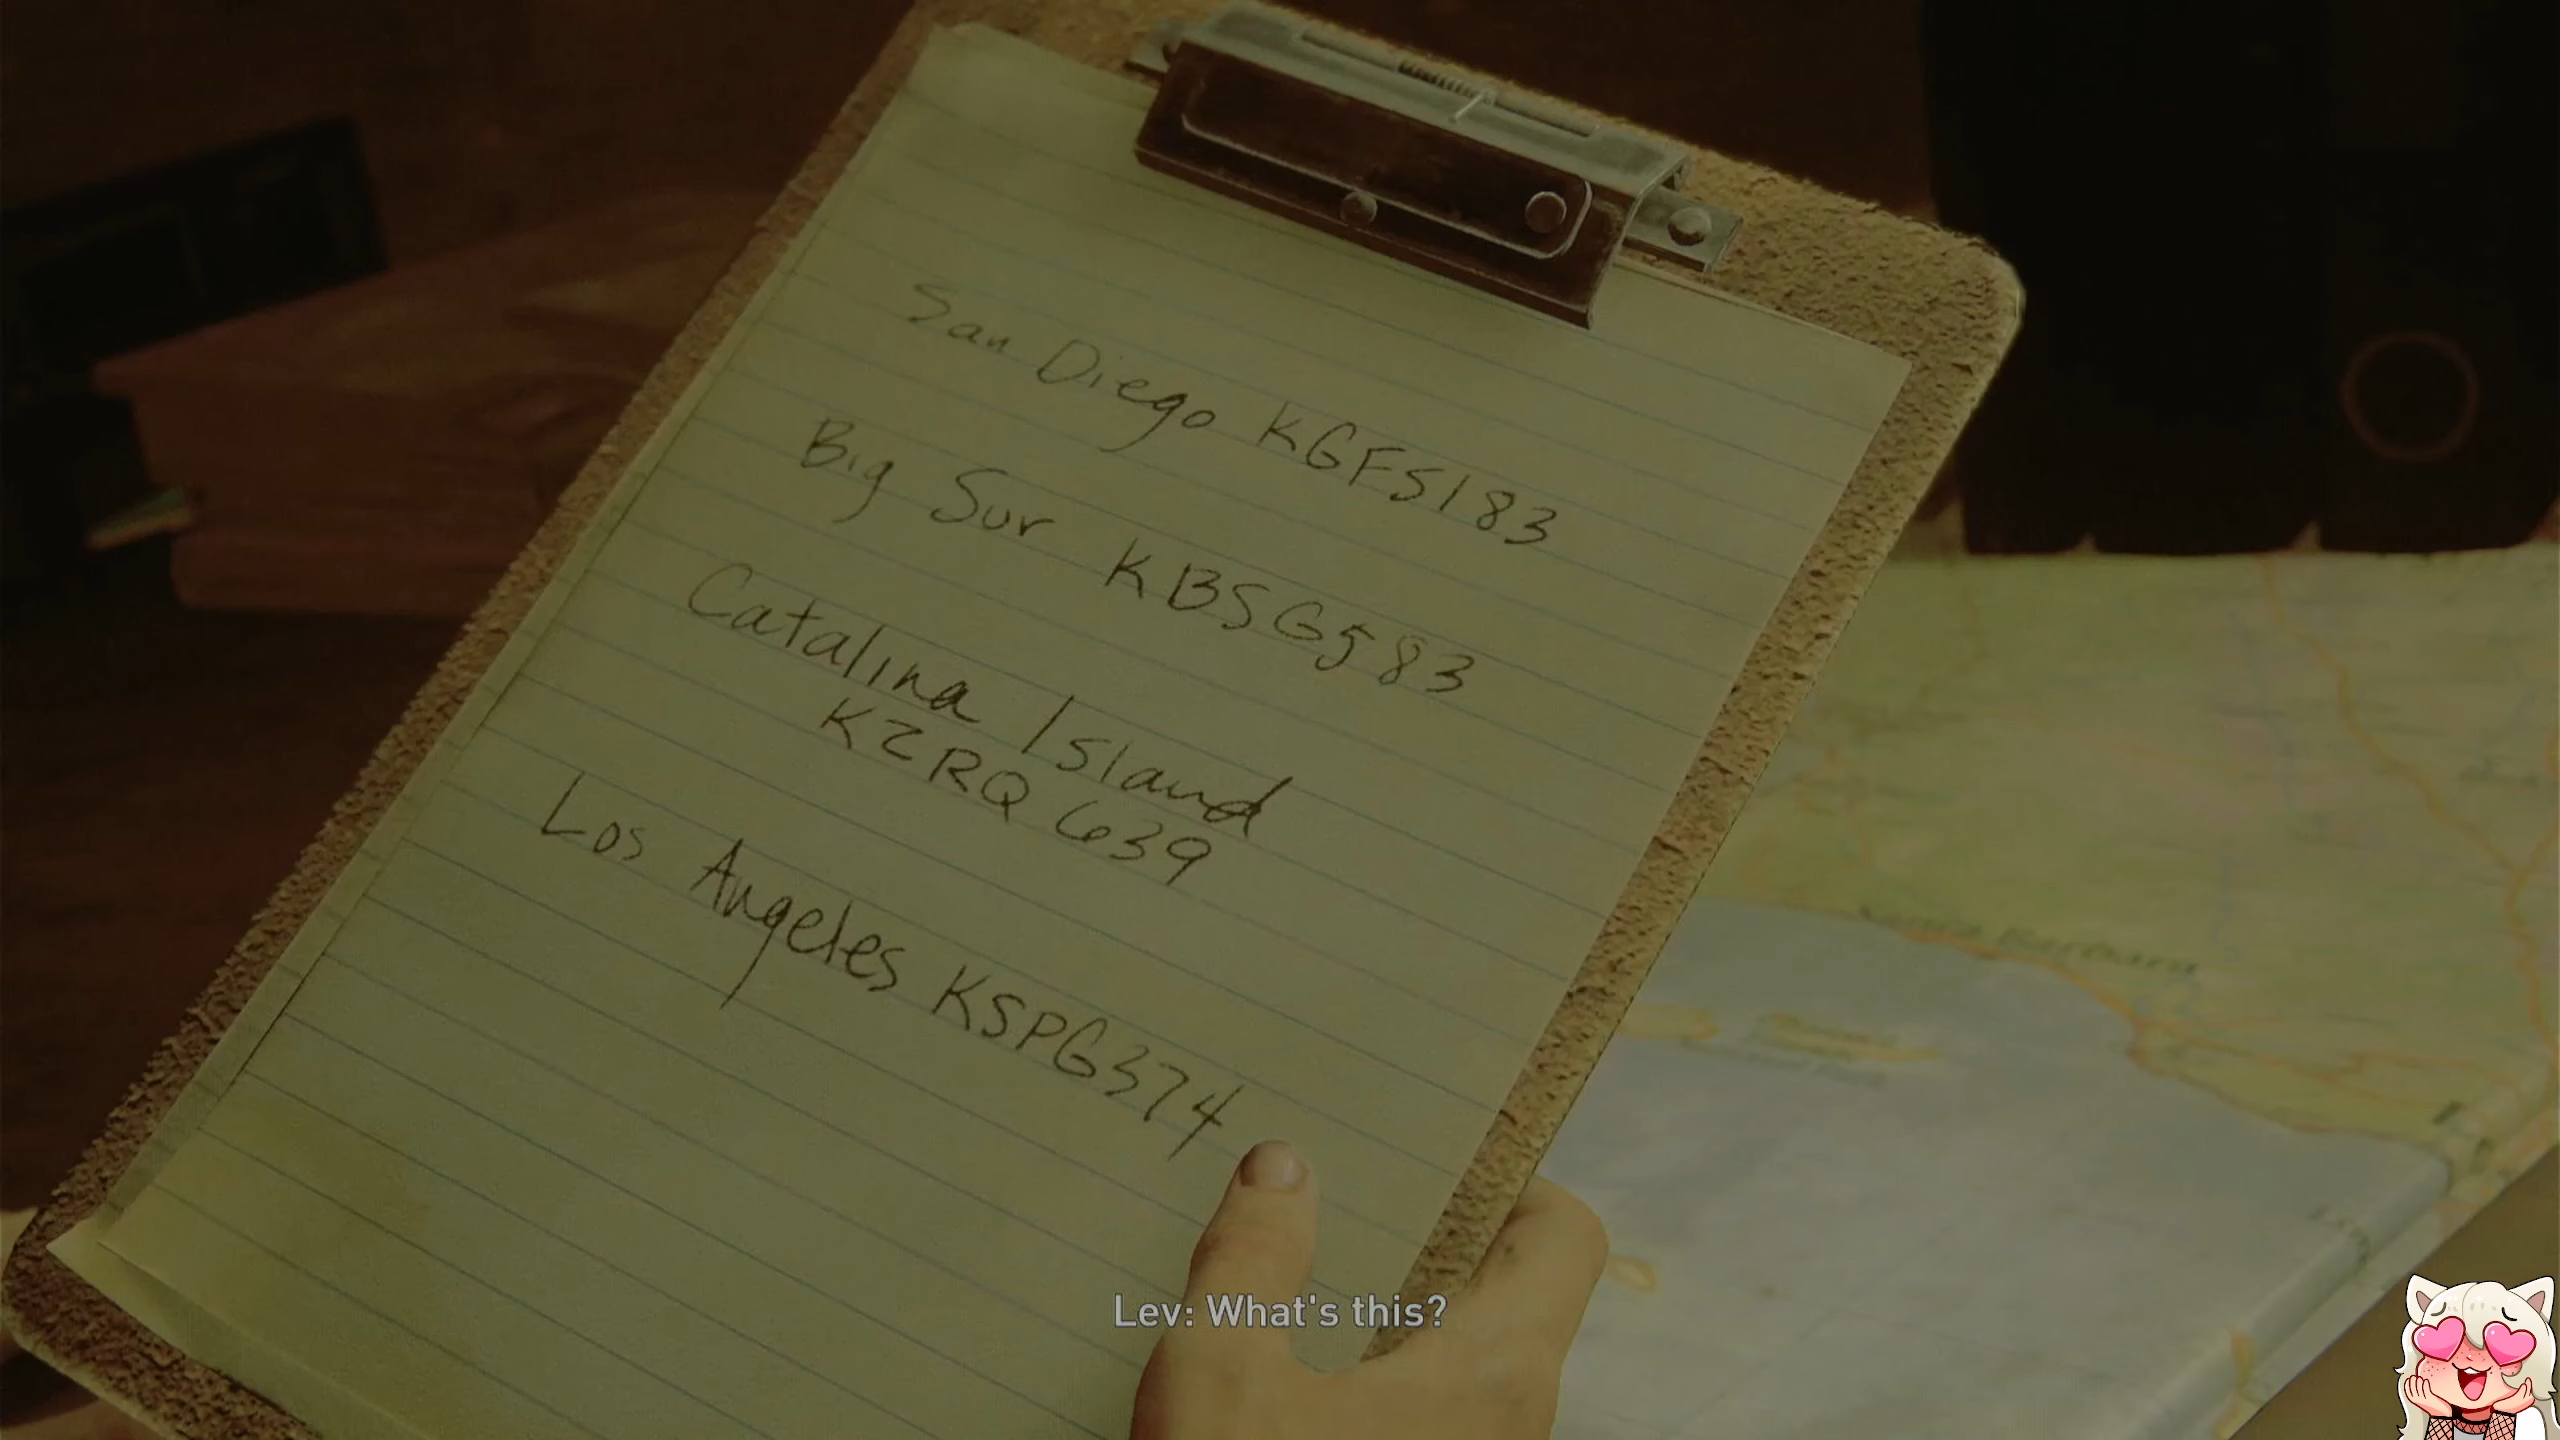 San Diego KGFS183
Big Sur KBSG583
Catalina Island
KZRQ639
Los Angeles KSPG374
Lev: What's this?